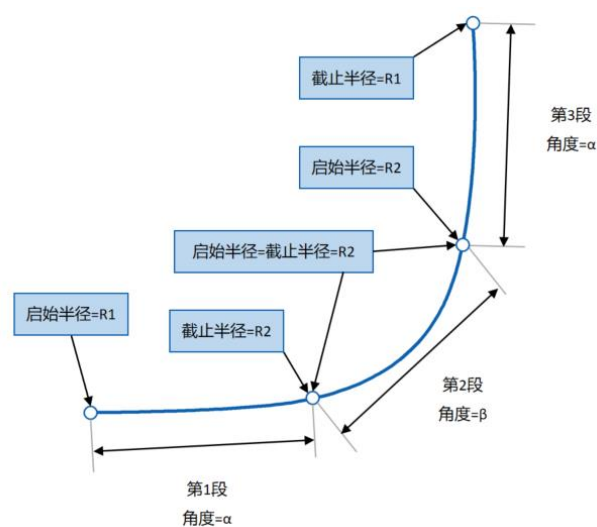 截止半径=R1
第3段
角度=α
启始半径=R2
启始半径=截止半径=R2
启始半径=R1
截止半径=R2
第2段
角度=β
第1段
角度=α